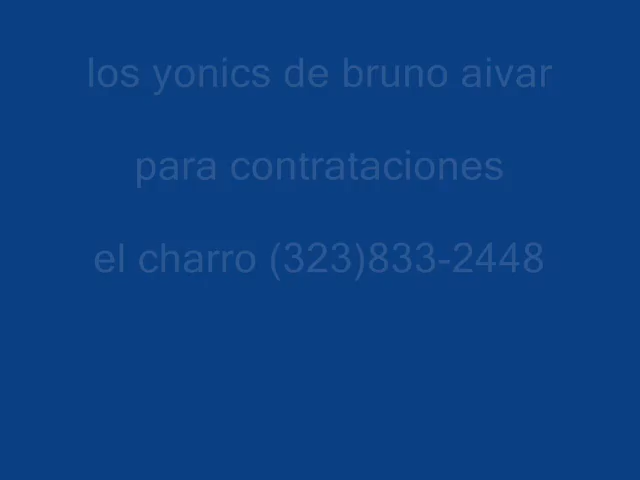 los yonics de bruno aivar
para contrataciones
el charro (323)833-2448